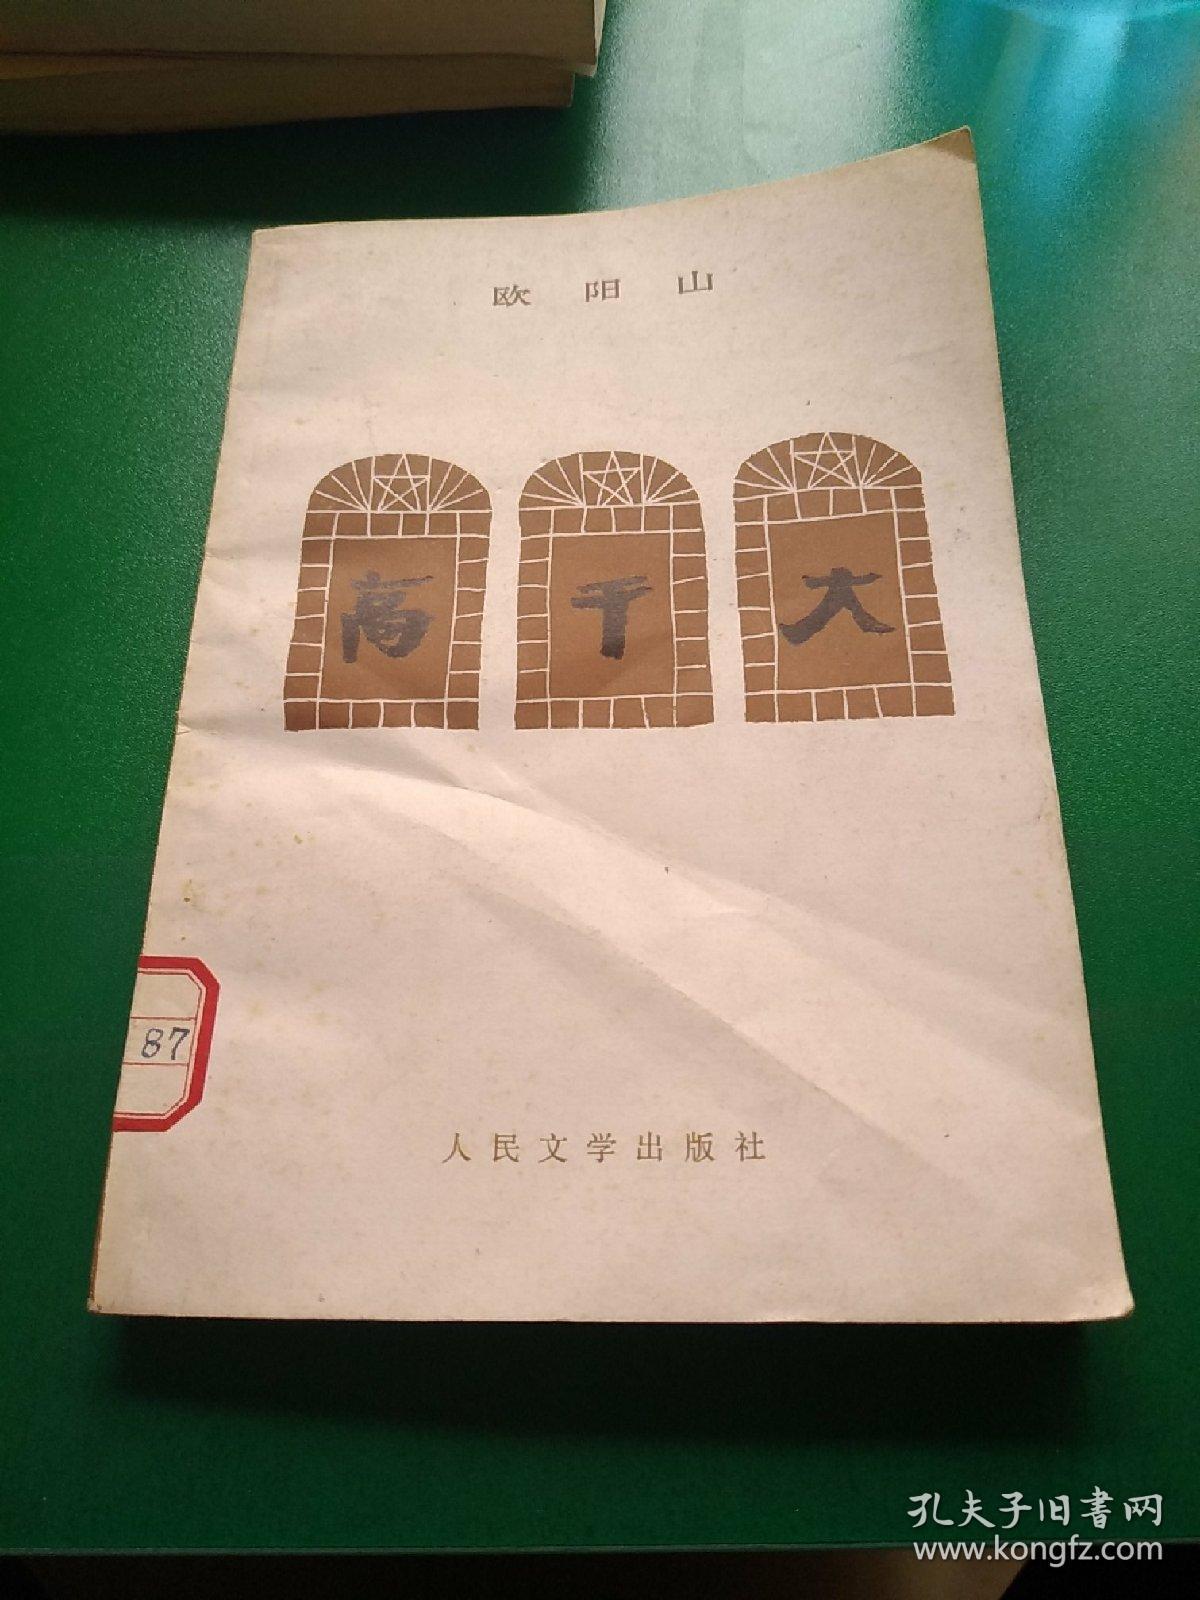 欧阳山
高干大
87
人民文学出版社
孔夫子旧书网
www.kongfz.com